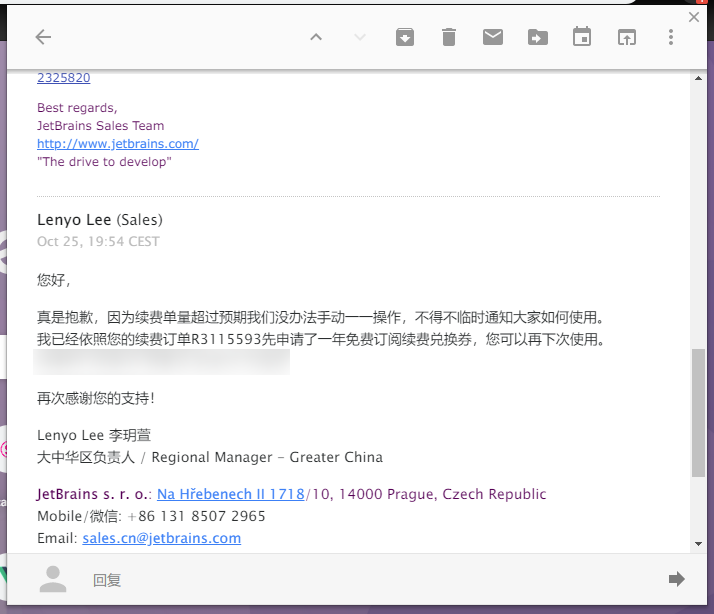 2325820
Best regards,
JetBrains Sales Team
http://www.jetbrains.com/
"The drive to develop"
Lenyo Lee (Sales)
Oct 25, 19:54 CEST
您好，
真是抱歉，因为续费单量超过预期我们没办法手动一一操作，不得不临时通知大家如何使用。
我已经依照您的续费订单R3115593先申请了一年免费订阅续费兑换券，您可以再下次使用。
再次感谢您的支持！
Lenyo Lee 李玥萱
大中华区负责人 / Regional Manager – Greater China
JetBrains s. r. o.: Na Hřebenech II 1718/10, 14000 Prague, Czech Republic
Mobile/微信: +86 131 8507 2965
Email: sales.cn@jetbrains.com
回复